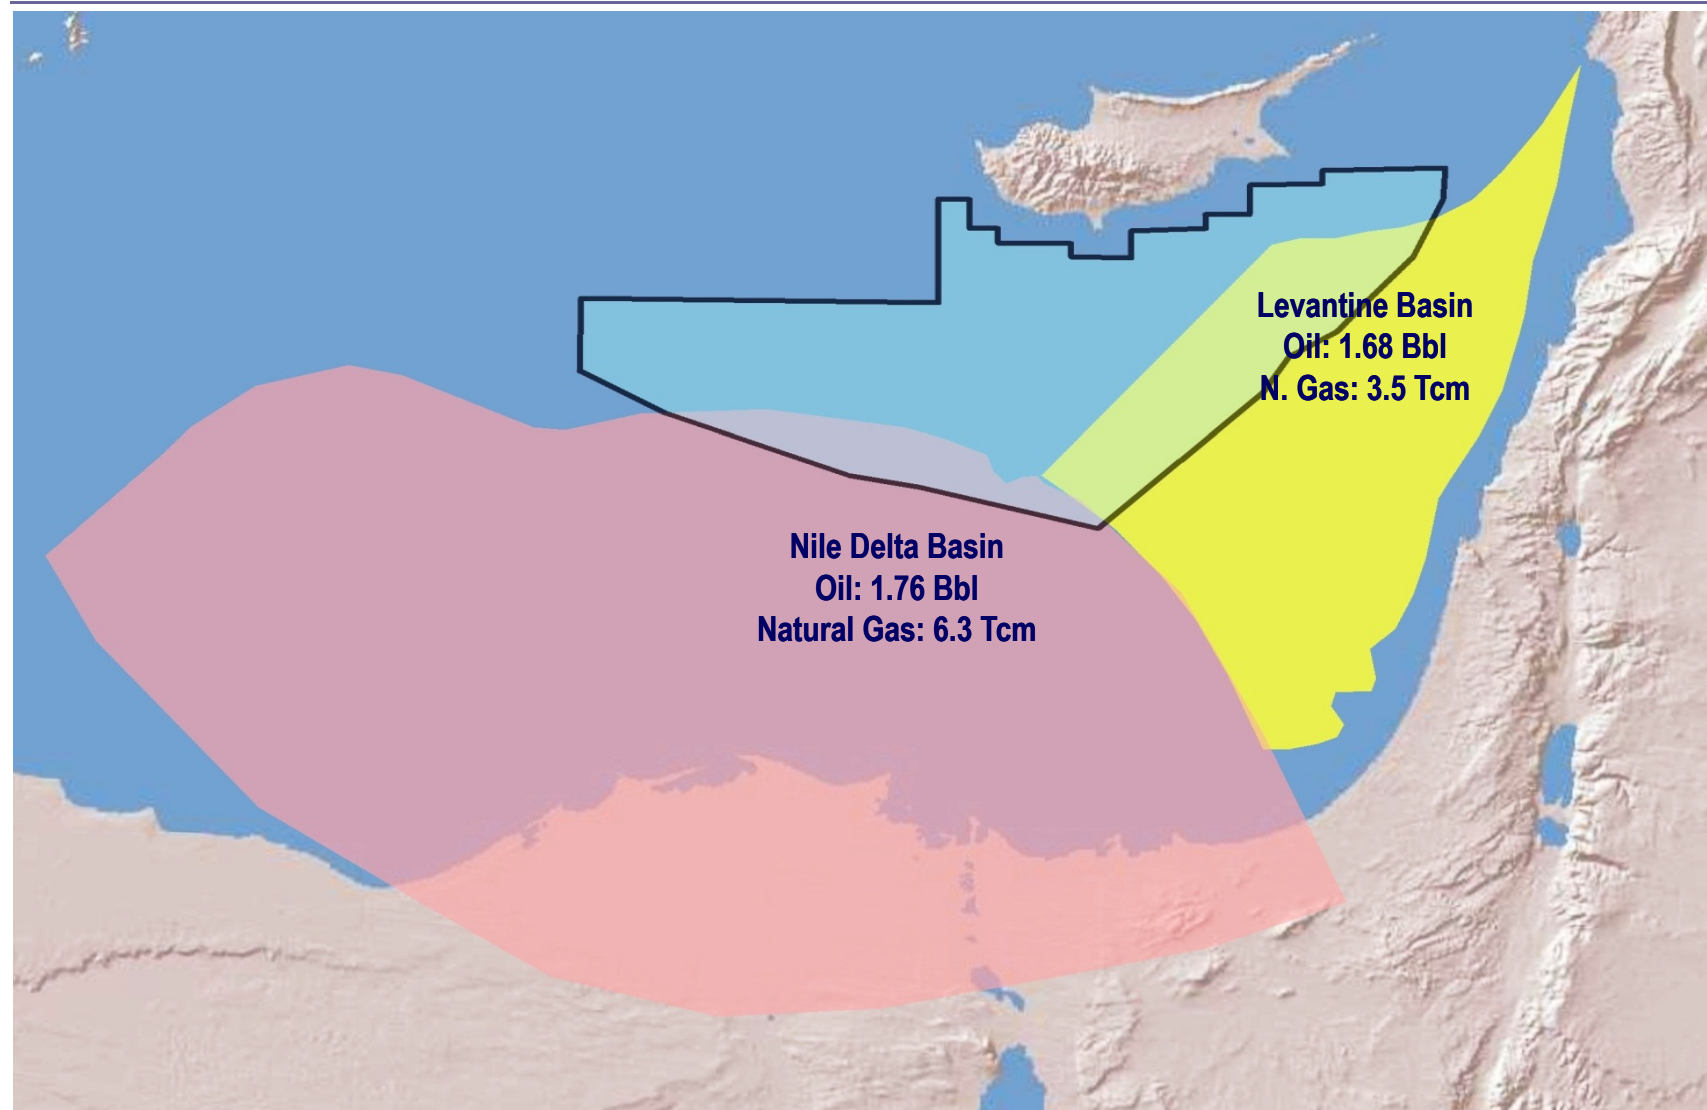 Levantine Basin
Oil: 1.68 Bbl
N. Gas: 3.5 Tcm
Nile Delta Basin
Oil: 1.76 Bbl
Natural Gas: 6.3 Tcm